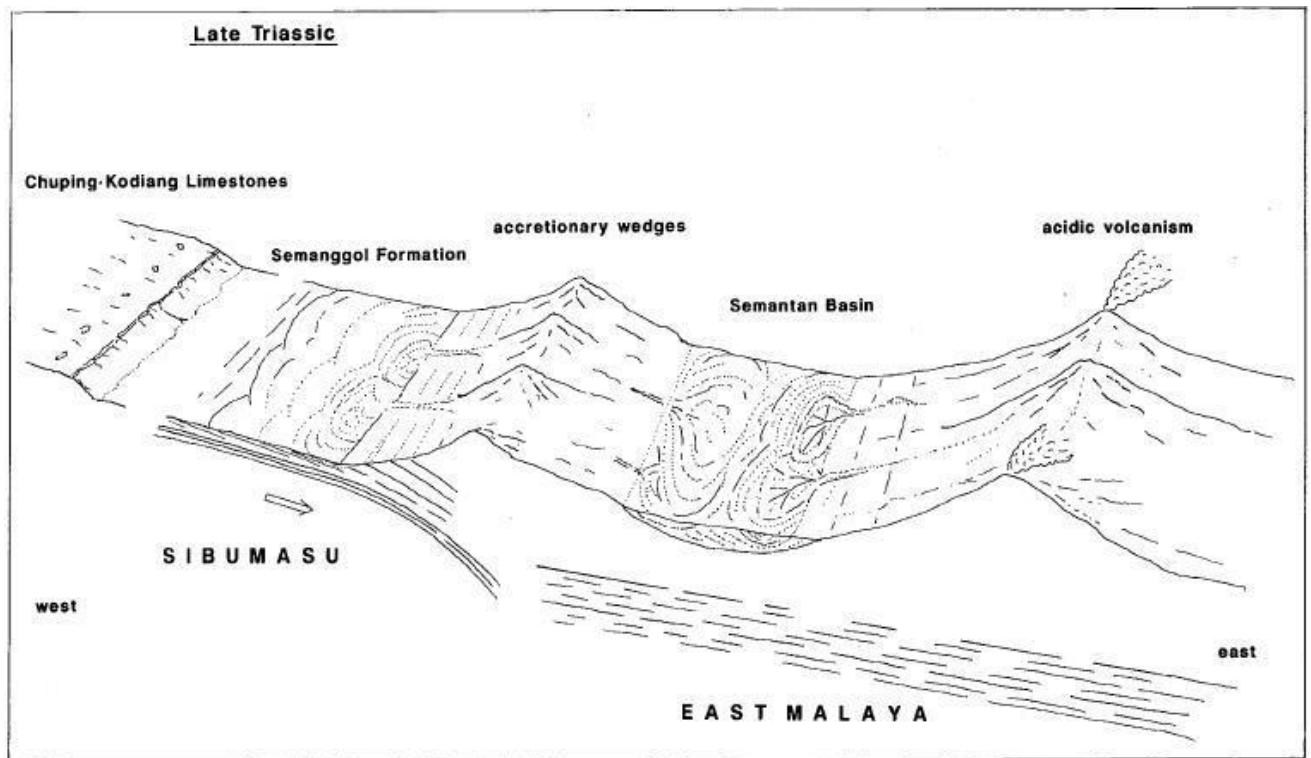 Late Triassic
Chuping-Kodiang Limestones
accretionary wedges
acidic volcanism
Semanggol Formation
Semantan Basin
SIBUMASU
west
east
EAST MALAYA